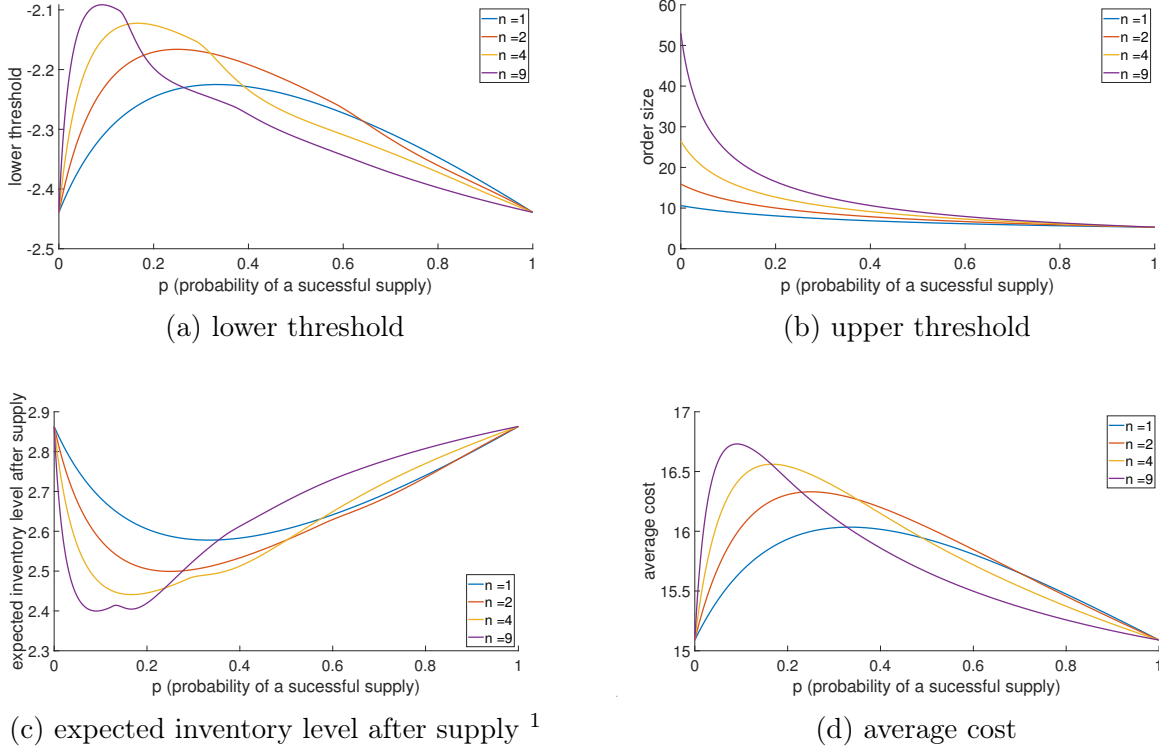 -2.1
-2.2
-2.3
-2.4
-2.5
lower threshold
0 0.2 0.4 0.6 0.8 1
p (probability of a sucessful supply)
n =1
n =2
n =4
n =9
(a) lower threshold
60
50
40
30
20
10
0
order size
0 0.2 0.4 0.6 0.8 1
p (probability of a sucessful supply)
n =1
n =2
n =4
n =9
(b) upper threshold
2.9
2.8
2.7
2.6
2.5
2.4
2.3
expected inventory level after supply
0 0.2 0.4 0.6 0.8 1
p (probability of a sucessful supply)
n =1
n =2
n =4
n =9
(c) expected inventory level after supply 1
17
16.5
16
15.5
15
average cost
0 0.2 0.4 0.6 0.8 1
p (probability of a sucessful supply)
n =1
n =2
n =4
n =9
(d) average cost